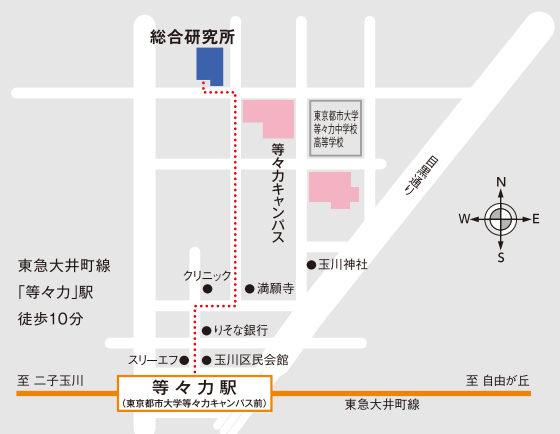 総合研究所
東京都市大学
等々力中学校
高等学校
等々力キャンパス
目黒通り
N
W E
S
東急大井町線
「等々力」駅
徒歩10分
クリニック
満願寺
玉川神社
りそな銀行
スリーエフ
玉川区民会館
至 二子玉川
等々力駅
(東京都市大学等々力キャンパス前)
至 自由が丘
東急大井町線